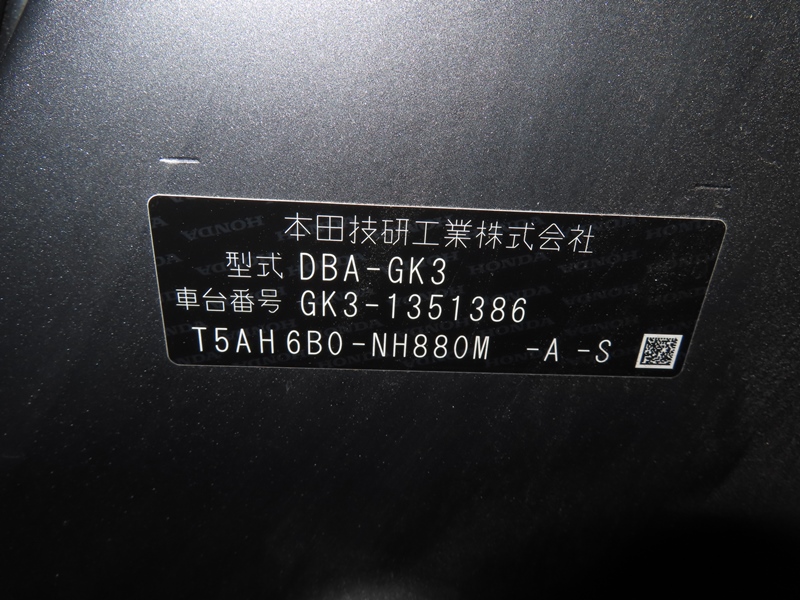 本田技研工業株式会社
型式 DBA-GK3
車台番号 GK3-1351386
T5AH6B0-NH880M -A-S